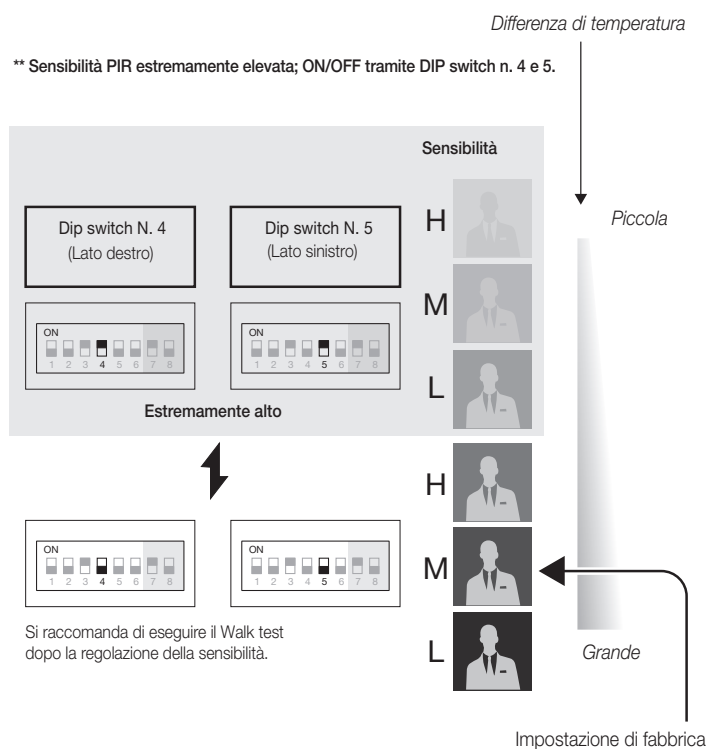 Differenza di temperatura
** Sensibilità PIR estremamente elevata; ON/OFF tramite DIP switch n. 4 e 5.
Sensibilità
Dip switch N. 4
(Lato destro)
Dip switch N. 5
(Lato sinistro)
H
Piccola
M
ON
1 2 3 4 5 6 7 8
ON
1 2 3 4 5 6 7 8
L
Estremamente alto
H
ON
1 2 3 4 5 6 7 8
ON
1 2 3 4 5 6 7 8
M
Si raccomanda di eseguire il Walk test
dopo la regolazione della sensibilità.
L
Grande
Impostazione di fabbrica